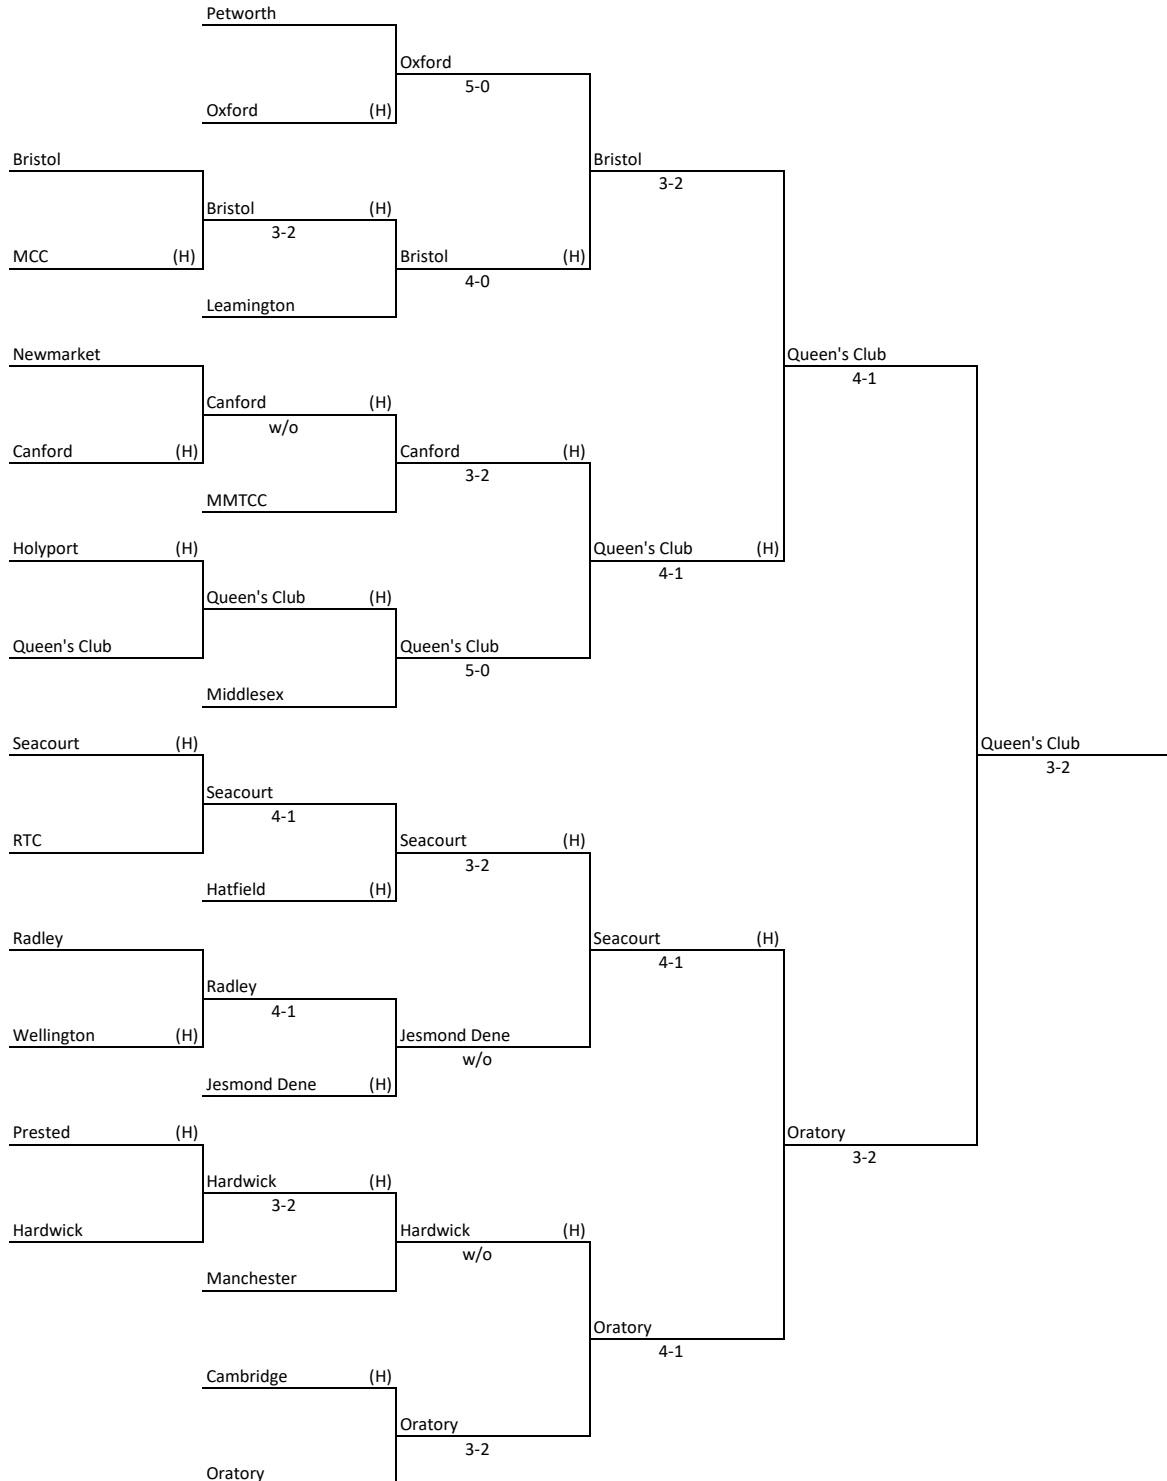 Petworth
Oxford
5-0
Oxford (H)
Bristol
Bristol
3-2
Bristol (H)
3-2
MCC (H)
Bristol (H)
4-0
Leamington
Newmarket
Queen's Club
4-1
Canford (H)
w/o
Canford (H)
Canford (H)
3-2
MMTCC
Holyport (H)
Queen's Club (H)
4-1
Queen's Club (H)
Queen's Club
Queen's Club
5-0
Middlesex
Seacourt (H)
Queen's Club
3-2
Seacourt
4-1
RTC
Seacourt (H)
3-2
Hatfield (H)
Radley
Seacourt (H)
4-1
Radley
4-1
Wellington (H)
Jesmond Dene
w/o
Jesmond Dene (H)
Prested (H)
Oratory
3-2
Hardwick (H)
3-2
Hardwick
Hardwick (H)
w/o
Manchester
Oratory
4-1
Cambridge (H)
Oratory
3-2
Oratory